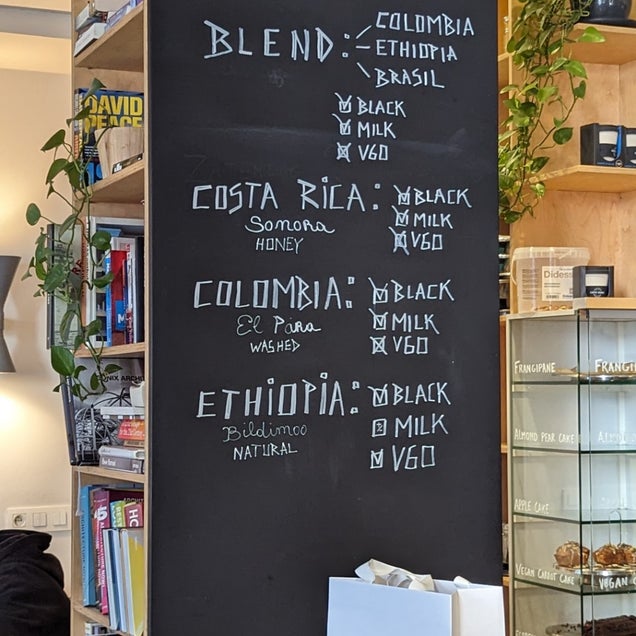 BLEND:
COLOMBIA
ETHIOPIA
BRASIL
☑ BLACK
☑ MILK
☒ V60
COSTA RICA:
Sonora
HONEY
☑ BLACK
☑ MILK
☒ V60
COLOMBIA:
El Pára
WASHED
☑ BLACK
☑ MILK
☒ V60
ETHIOPIA:
Bildimoo
NATURAL
☑ BLACK
MILK
☑ V60
DAVID
PEACE
Didess
FRANGIPANE
FRANGI
ALMOND PEAR CAKE
APPLE CAKE
VEGAN CARROT CAKE
VEGAN